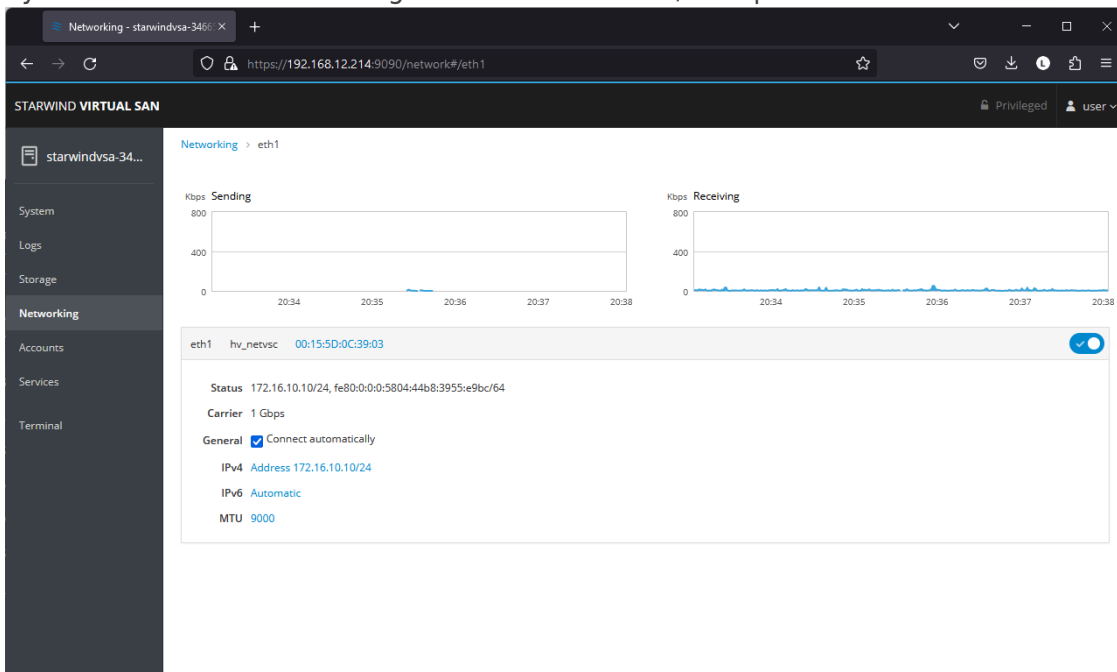 Networking - starwindvsa-3466
https://192.168.12.214:9090/network#/eth1
L
STARWIND VIRTUAL SAN
Privileged
user
starwindvsa-34...
System
Logs
Storage
Networking
Accounts
Services
Terminal
Networking > eth1
Kbps Sending
800
400
0
20:34 20:35 20:36 20:37 20:38
Kbps Receiving
800
400
0
20:34 20:35 20:36 20:37 20:38
eth1 hv_netvsc 00:15:5D:0C:39:03
Status 172.16.10.10/24, fe80:0:0:0:5804:44b8:3955:e9bc/64
Carrier 1 Gbps
General Connect automatically
IPv4 Address 172.16.10.10/24
IPv6 Automatic
MTU 9000